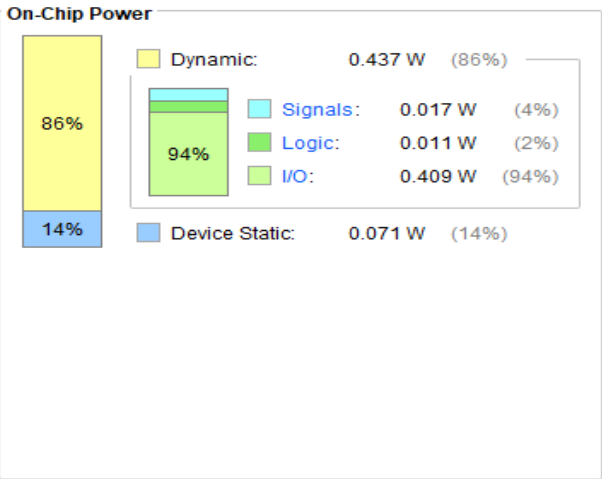 On-Chip Power
86%
14%
Dynamic: 0.437 W (86%)
94%
Signals: 0.017 W (4%)
Logic: 0.011 W (2%)
I/O: 0.409 W (94%)
Device Static: 0.071 W (14%)